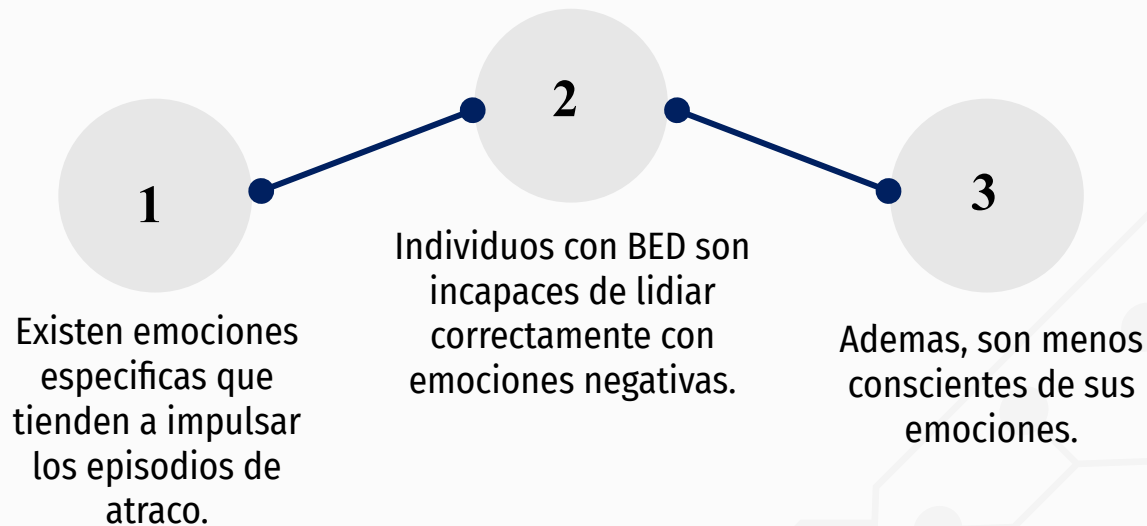 1
Existen emociones
especificas que
tienden a impulsar
los episodios de
atraco.
2
Individuos con BED son
incapaces de lidiar
correctamente con
emociones negativas.
3
Ademas, son menos
conscientes de sus
emociones.